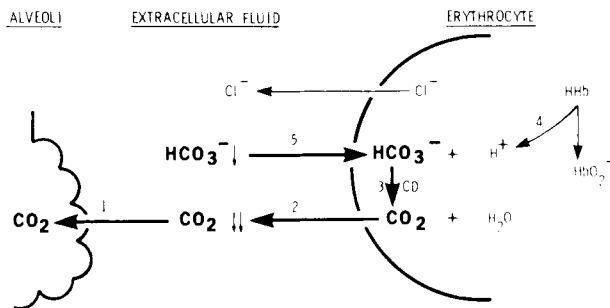 ALVEOLI EXTRACELLULAR FLUID ERYTHROCYTE
Cl⁻ Cl⁻ HHb
4
HCO₃⁻ ↓ 5 HCO₃⁻ + H⁺ HbO₂⁻
3 CD
CO₂ 1 CO₂ ↓↓ 2 CO₂ + H₂O